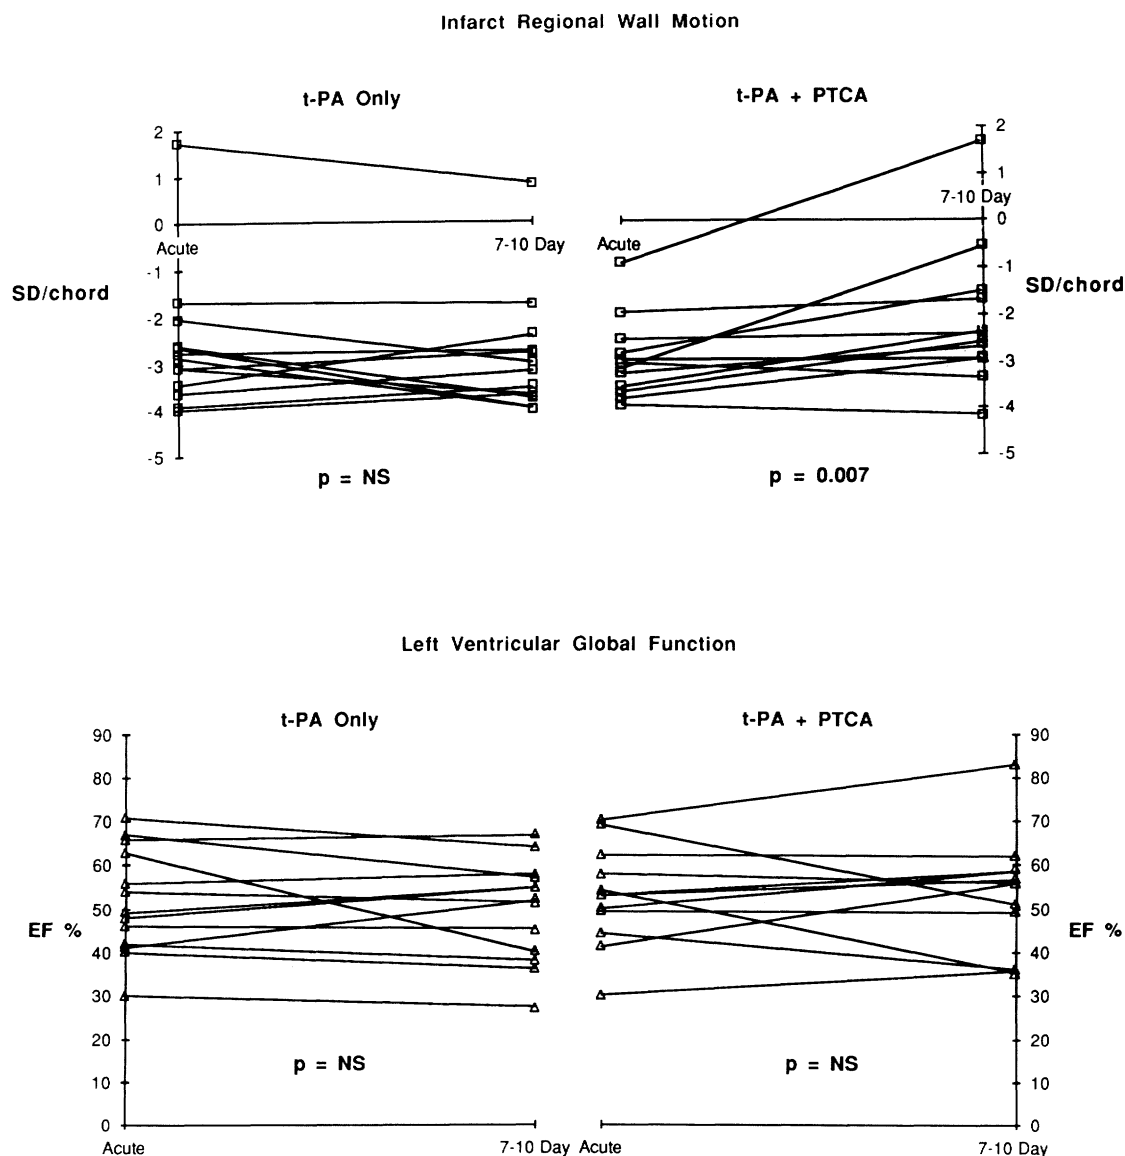 Infarct Regional Wall Motion
t-PA Only
t-PA + PTCA
2
1
0
-1
-2
-3
-4
-5
Acute
7-10 Day
SD/chord
p = NS
2
1
7-10 Day
0
-1
-2
-3
-4
-5
Acute
SD/chord
p = 0.007
Left Ventricular Global Function
t-PA Only
t-PA + PTCA
90
80
70
60
50
40
30
20
10
0
EF %
p = NS
Acute
7-10 Day
90
80
70
60
50
40
30
20
10
0
EF %
p = NS
Acute
7-10 Day